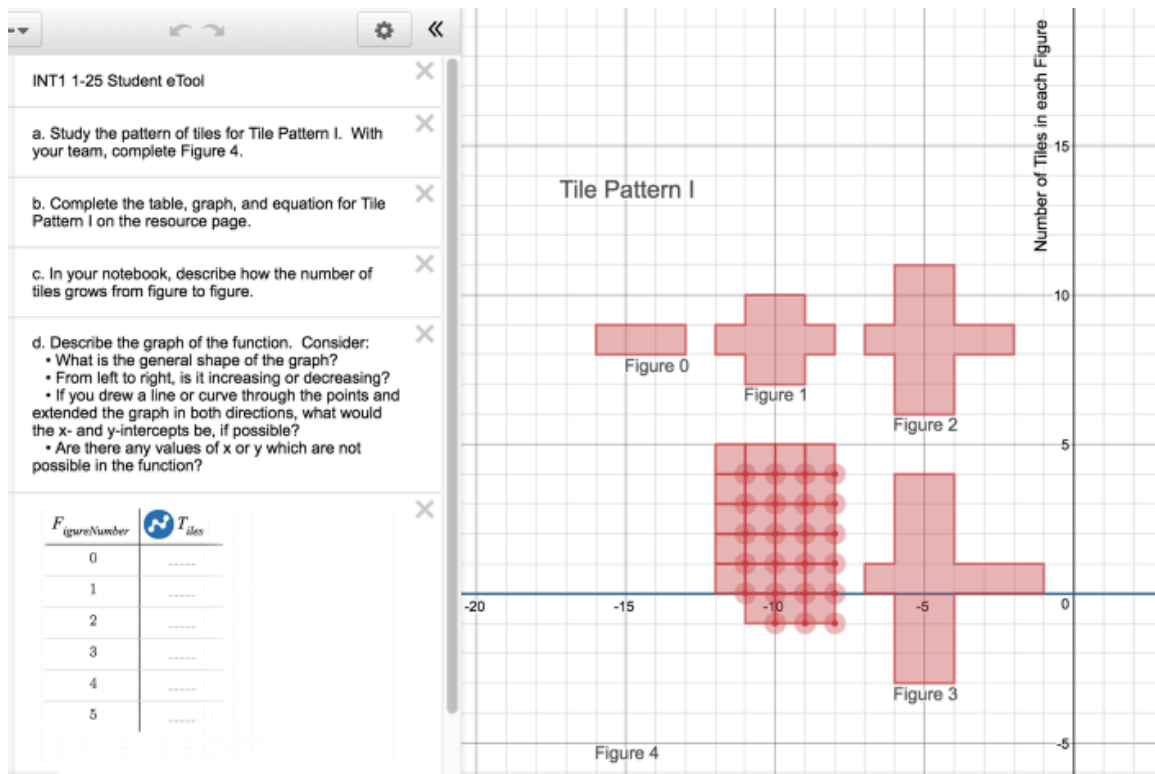 INT1 1-25 Student eTool
a. Study the pattern of tiles for Tile Pattern I. With
your team, complete Figure 4.
b. Complete the table, graph, and equation for Tile
Pattern I on the resource page.
c. In your notebook, describe how the number of
tiles grows from figure to figure.
d. Describe the graph of the function. Consider:
• What is the general shape of the graph?
• From left to right, is it increasing or decreasing?
• If you drew a line or curve through the points and
extended the graph in both directions, what would
the x- and y-intercepts be, if possible?
• Are there any values of x or y which are not
possible in the function?
FigureNumber Tiles
0 -----
1 -----
2 -----
3 -----
4 -----
5 -----
Number of Tiles in each Figure
Tile Pattern I
Figure 0
Figure 1
Figure 2
Figure 3
Figure 4
15
10
5
-20 -15 -10 -5 0
-5